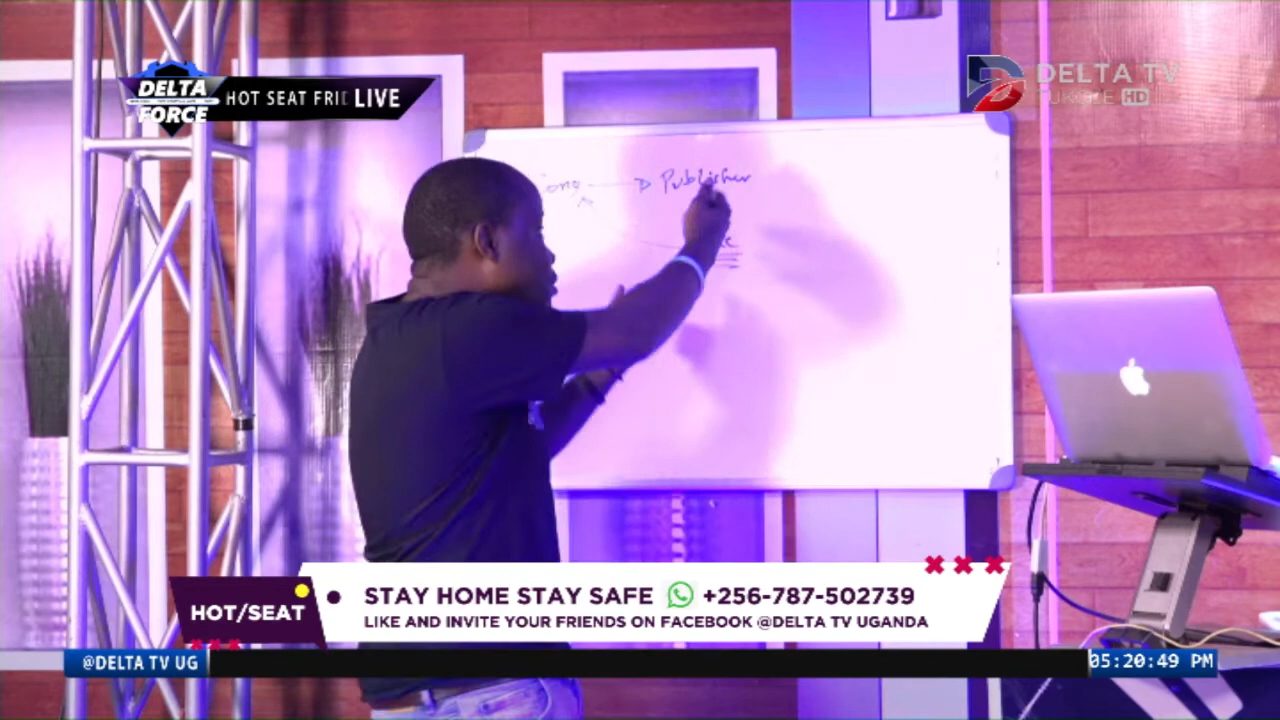 DELTA
FORCE
HOT SEAT FRID LIVE
DELTA TV
HD
Publisher
HOT/SEAT
STAY HOME STAY SAFE +256-787-502739
LIKE AND INVITE YOUR FRIENDS ON FACEBOOK @DELTA TV UGANDA
@DELTA TV UG
05:20:49 PM